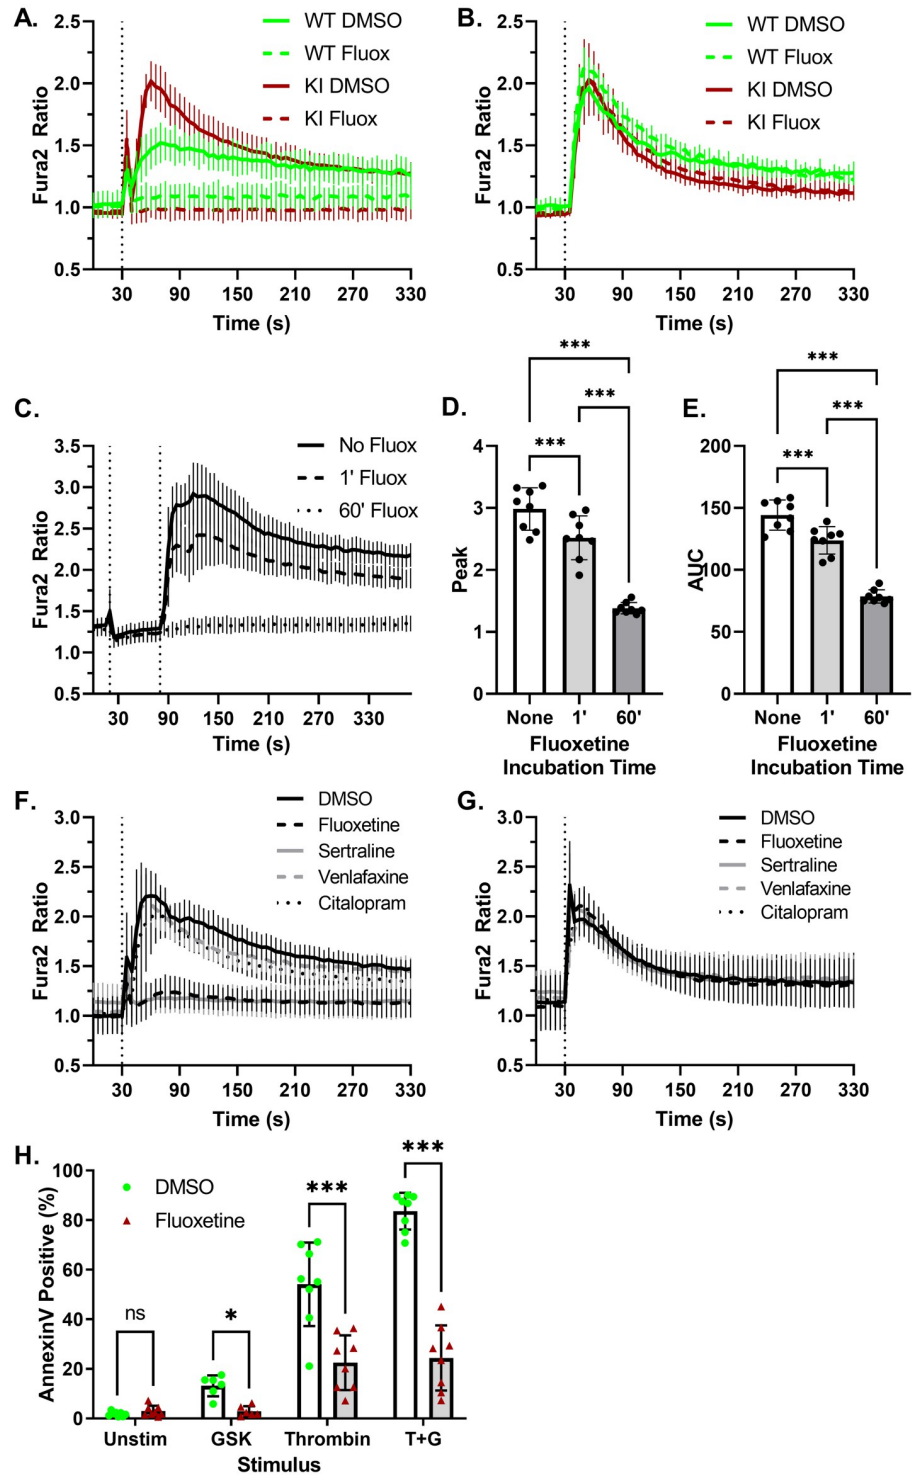 A.
Fura2 Ratio
2.5
2.0
1.5
1.0
0.5
30 90 150 210 270 330
Time (s)
WT DMSO
WT Fluox
KI DMSO
KI Fluox
B.
Fura2 Ratio
2.5
2.0
1.5
1.0
0.5
30 90 150 210 270 330
Time (s)
WT DMSO
WT Fluox
KI DMSO
KI Fluox
C.
Fura2 Ratio
3.5
3.0
2.5
2.0
1.5
1.0
0.5
30 90 150 210 270 330
Time (s)
No Fluox
1' Fluox
60' Fluox
D.
***
***
***
Peak
4
3
2
1
0
None 1' 60'
Fluoxetine
Incubation Time
E.
***
***
***
AUC
200
150
100
50
0
None 1' 60'
Fluoxetine
Incubation Time
F.
Fura2 Ratio
3.0
2.5
2.0
1.5
1.0
0.5
30 90 150 210 270 330
Time (s)
DMSO
Fluoxetine
Sertraline
Venlafaxine
Citalopram
G.
Fura2 Ratio
3.0
2.5
2.0
1.5
1.0
0.5
30 90 150 210 270 330
Time (s)
DMSO
Fluoxetine
Sertraline
Venlafaxine
Citalopram
H.
AnnexinV Positive (%)
100
80
60
40
20
0
DMSO
Fluoxetine
ns
*
***
***
Unstim GSK Thrombin T+G
Stimulus